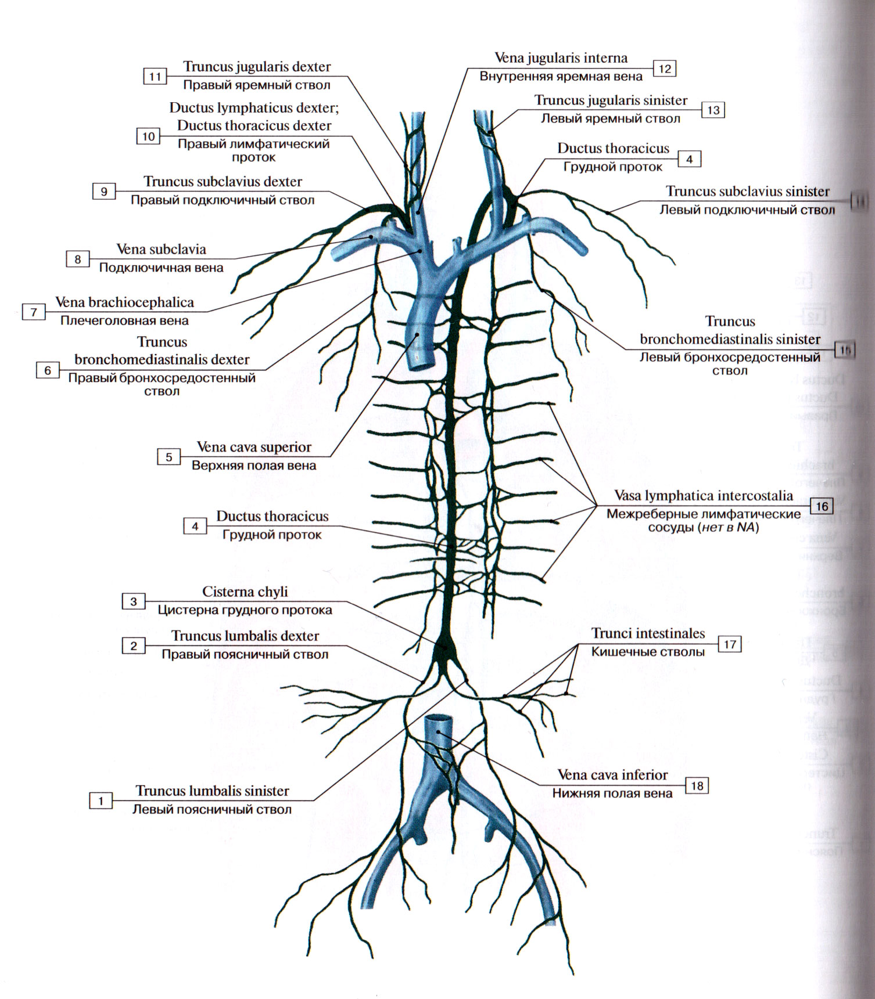 11
Truncus jugularis dexter
Правый яремный ствол
10
Ductus lymphaticus dexter;
Ductus thoracicus dexter
Правый лимфатический
проток
9
Truncus subclavius dexter
Правый подключичный ствол
8
Vena subclavia
Подключичная вена
7
Vena brachiocephalica
Плечеголовная вена
6
Truncus
bronchomediastinalis dexter
Правый бронхосредостенный
ствол
5
Vena cava superior
Верхняя полая вена
4
Ductus thoracicus
Грудной проток
3
Cisterna chyli
Цистерна грудного протока
2
Truncus lumbalis dexter
Правый поясничный ствол
1
Truncus lumbalis sinister
Левый поясничный ствол
Vena jugularis interna
Внутренняя яремная вена
12
Truncus jugularis sinister
Левый яремный ствол
13
Ductus thoracicus
Грудной проток
4
Truncus subclavius sinister
Левый подключичный ствол
14
Truncus
bronchomediastinalis sinister
Левый бронхосредостенный
ствол
15
Vasa lymphatica intercostalia
Межреберные лимфатические
сосуды (нет в NA)
16
Trunci intestinales
Кишечные стволы
17
Vena cava inferior
Нижняя полая вена
18